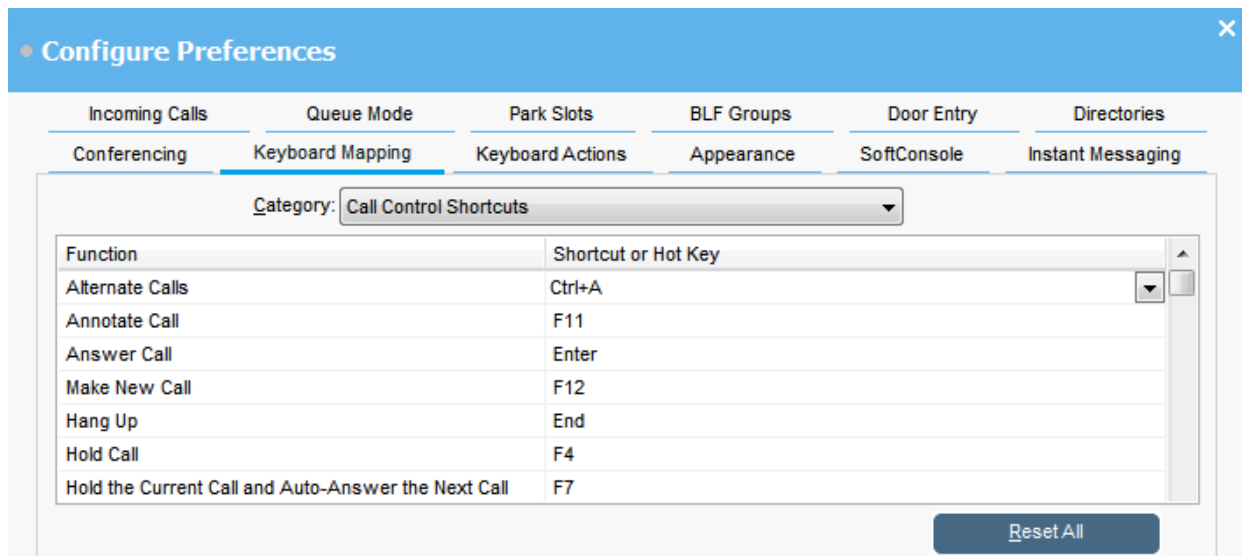 Configure Preferences
Incoming Calls Queue Mode Park Slots BLF Groups Door Entry Directories
Conferencing Keyboard Mapping Keyboard Actions Appearance SoftConsole Instant Messaging
Category: Call Control Shortcuts
Function Shortcut or Hot Key
Alternate Calls Ctrl+A
Annotate Call F11
Answer Call Enter
Make New Call F12
Hang Up End
Hold Call F4
Hold the Current Call and Auto-Answer the Next Call F7
Reset All